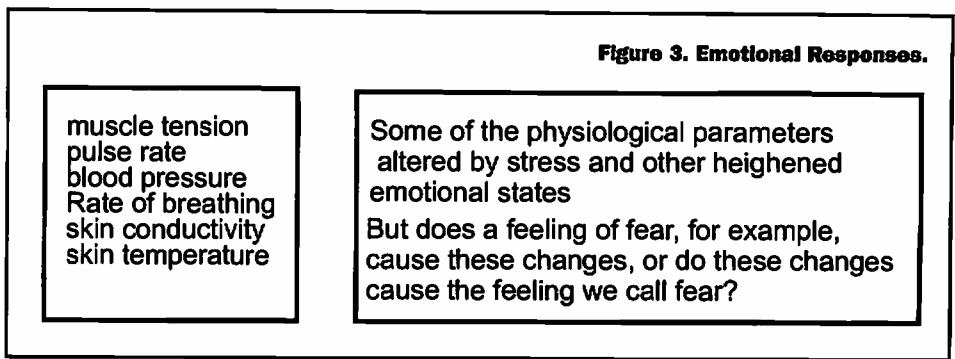 Figure 3. Emotional Responses.
muscle tension
pulse rate
blood pressure
Rate of breathing
skin conductivity
skin temperature
Some of the physiological parameters
altered by stress and other heighened
emotional states
But does a feeling of fear, for example,
cause these changes, or do these changes
cause the feeling we call fear?